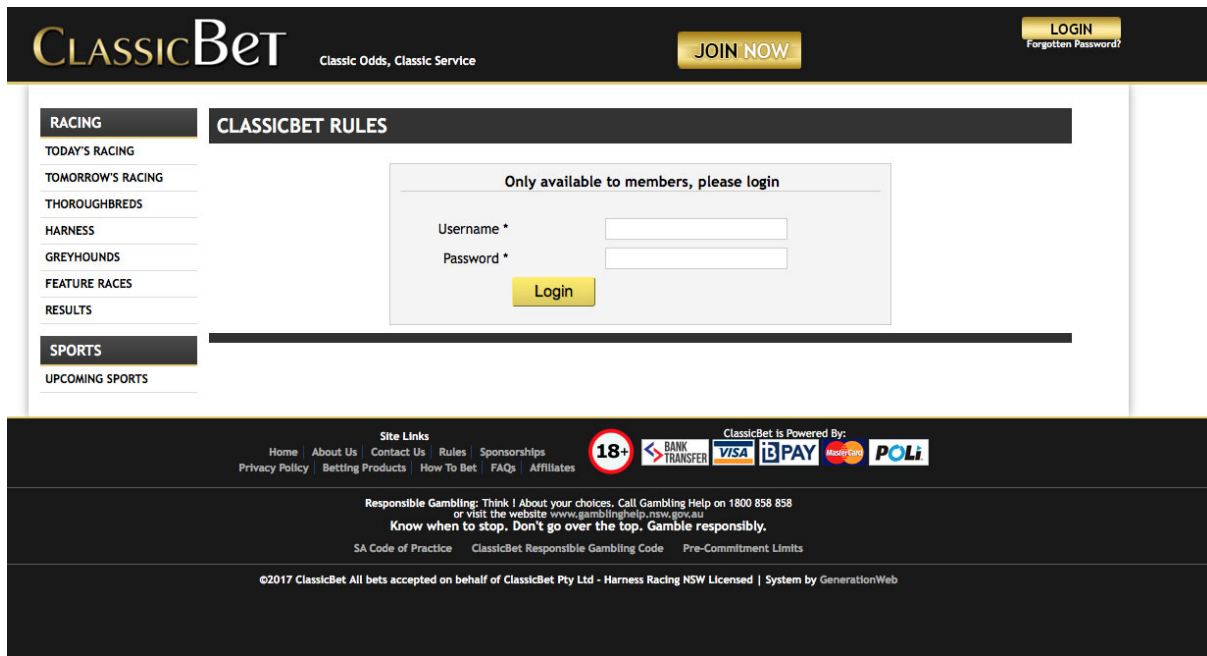 CLASSICBET
Classic Odds, Classic Service
JOIN NOW
LOGIN
Forgotten Password?
RACING
TODAY'S RACING
TOMORROW'S RACING
THOROUGHBREDS
HARNESS
GREYHOUNDS
FEATURE RACES
RESULTS
SPORTS
UPCOMING SPORTS
CLASSICBET RULES
Only available to members, please login
Username *
Password *
Login
Site Links
Home About Us Contact Us Rules Sponsorships
Privacy Policy Betting Products How To Bet FAQs Affiliates
18+
ClassicBet is Powered By:
BANK TRANSFER VISA BPAY MasterCard POLi
Responsible Gambling: Think ! About your choices. Call Gambling Help on 1800 858 858
or visit the website www.gamblinghelp.nsw.gov.au
Know when to stop. Don't go over the top. Gamble responsibly.
SA Code of Practice ClassicBet Responsible Gambling Code Pre-Commitment Limits
©2017 ClassicBet All bets accepted on behalf of ClassicBet Pty Ltd - Harness Racing NSW Licensed | System by GenerationWeb